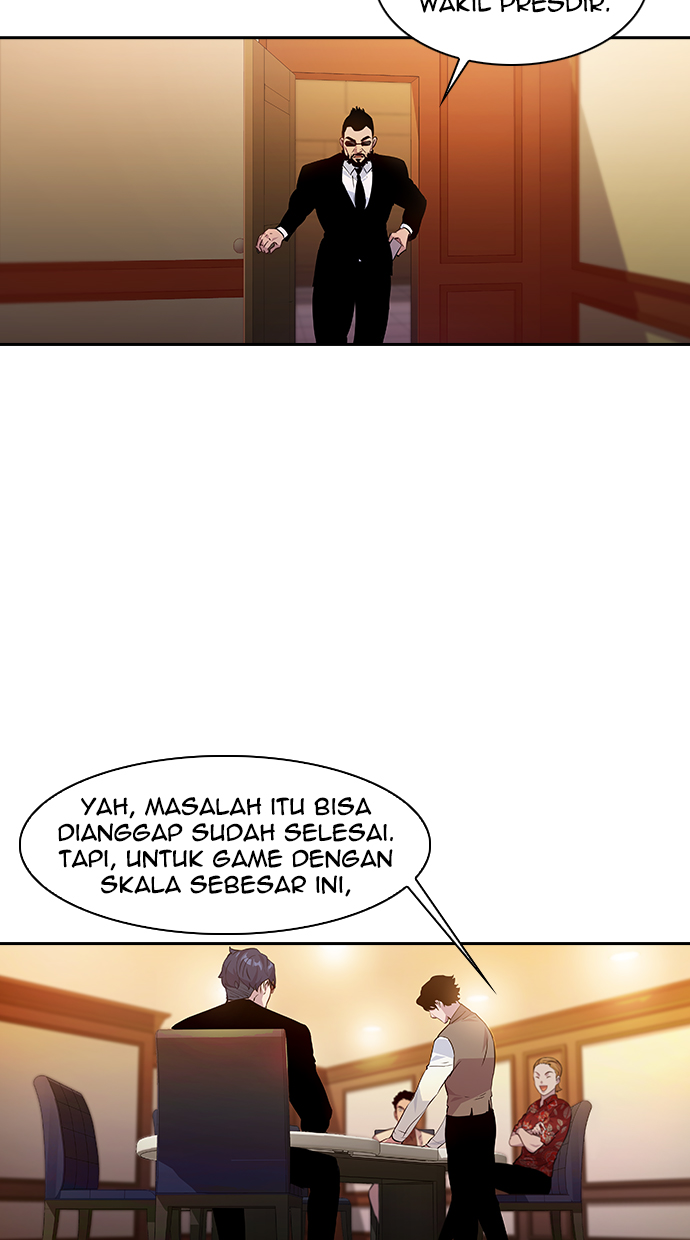 WAKIL PRESDIR.
YAH, MASALAH ITU BISA
DIANGGAP SUDAH SELESAI.
TAPI, UNTUK GAME DENGAN
SKALA SEBESAR INI,